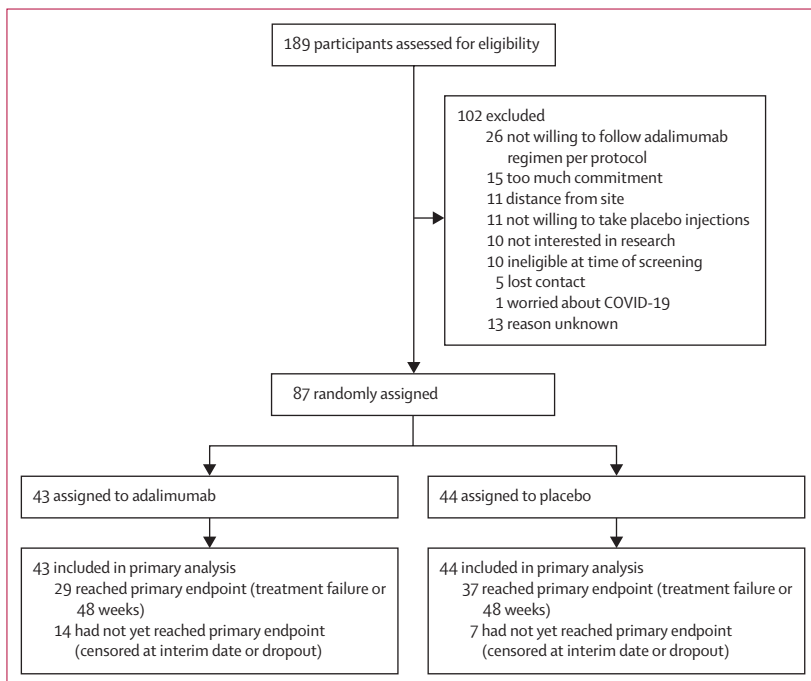 189 participants assessed for eligibility
102 excluded
26 not willing to follow adalimumab
regimen per protocol
15 too much commitment
11 distance from site
11 not willing to take placebo injections
10 not interested in research
10 ineligible at time of screening
5 lost contact
1 worried about COVID-19
13 reason unknown
87 randomly assigned
43 assigned to adalimumab
44 assigned to placebo
43 included in primary analysis
29 reached primary endpoint (treatment failure or
48 weeks)
14 had not yet reached primary endpoint
(censored at interim date or dropout)
44 included in primary analysis
37 reached primary endpoint (treatment failure or
48 weeks)
7 had not yet reached primary endpoint
(censored at interim date or dropout)